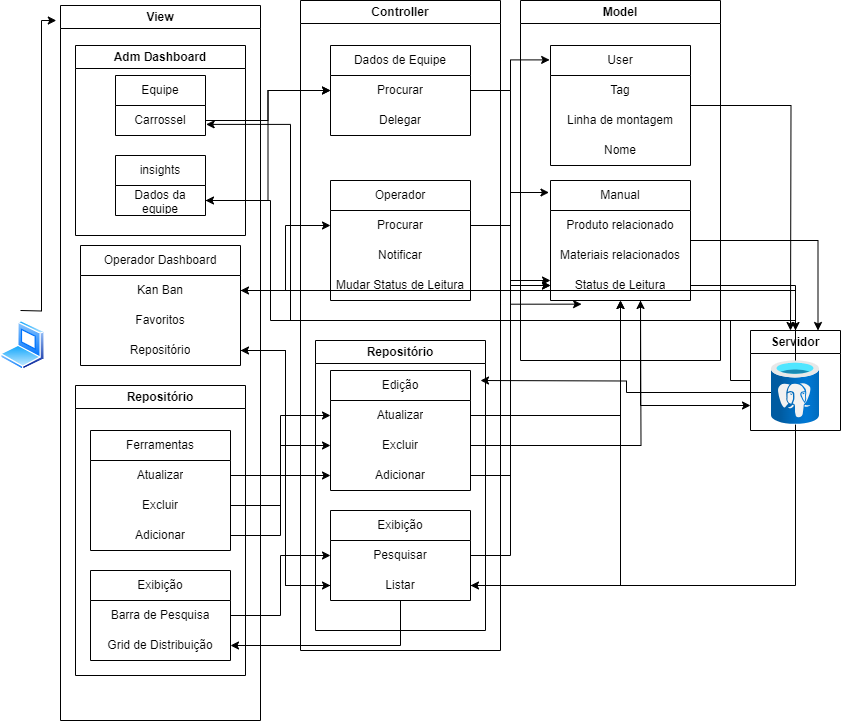 View
Adm Dashboard
Equipe
Carrossel
insights
Dados da
equipe
Operador Dashboard
Kan Ban
Favoritos
Repositório
Repositório
Ferramentas
Atualizar
Excluir
Adicionar
Exibição
Barra de Pesquisa
Grid de Distribuição
Controller
Dados de Equipe
Procurar
Delegar
Operador
Procurar
Notificar
Mudar Status de Leitura
Repositório
Edição
Atualizar
Excluir
Adicionar
Exibição
Pesquisar
Listar
Model
User
Tag
Linha de montagem
Nome
Manual
Produto relacionado
Materiais relacionados
Status de Leitura
Servidor